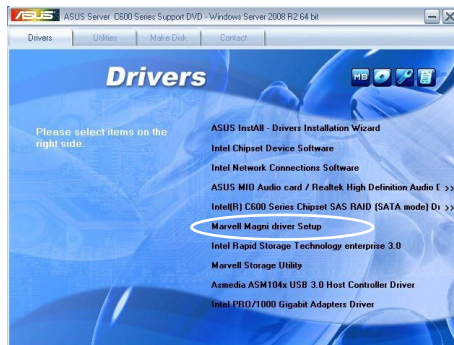 ASUS ASUS Server C600 Series Support DVD - Windows Server 2008 R2 64 bit
Drivers Utilities Make Disk Contact
Drivers
MB
Please select items on the
right side.
ASUS InstAll - Drivers Installation Wizard
Intel Chipset Device Software
Intel Network Connections Software
ASUS MIO Audio card / Realtek High Definition Audio D >>
Intel(R) C600 Series Chipset SAS RAID (SATA mode) Dr >>
Marvell Magni driver Setup
Intel Rapid Storage Technology enterprise 3.0
Marvell Storage Utility
Asmedia ASM104x USB 3.0 Host Controller Driver
Intel PRO/1000 Gigabit Adapters Driver